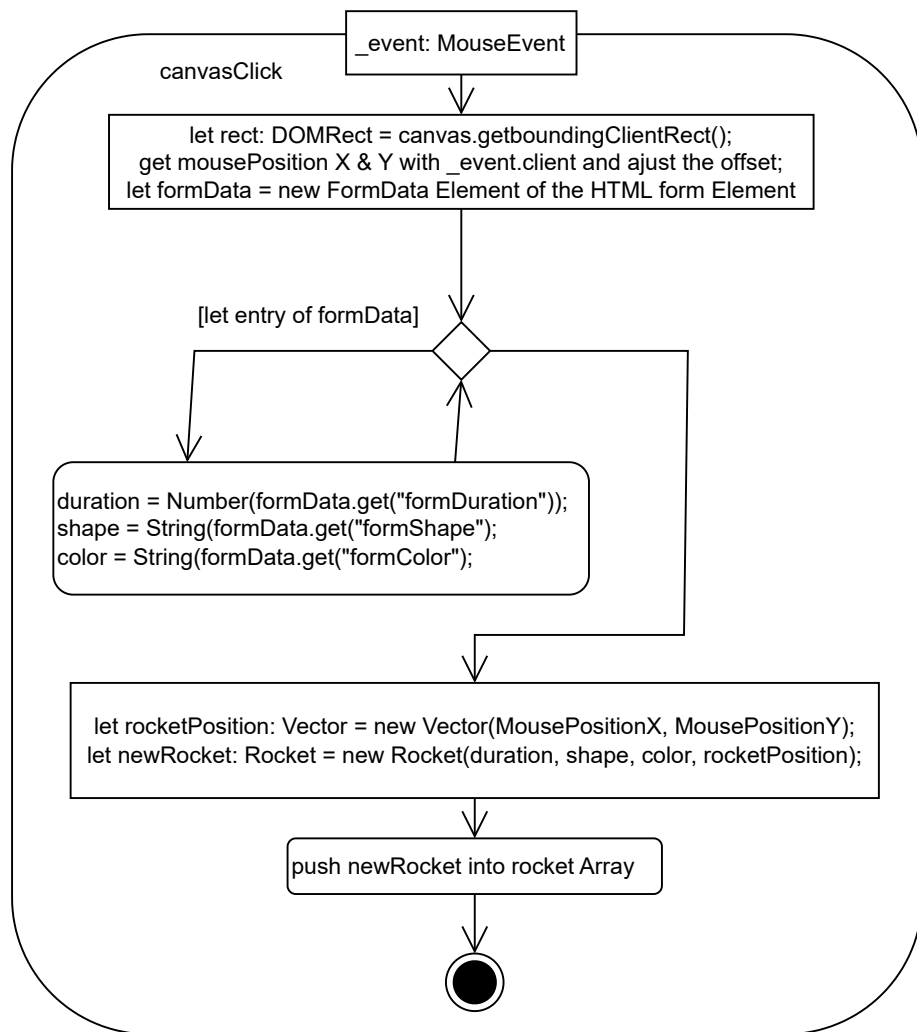 _event: MouseEvent
canvasClick
let rect: DOMRect = canvas.getboundingClientRect();
get mousePosition X & Y with _event.client and ajust the offset;
let formData = new FormData Element of the HTML form Element
[let entry of formData]
duration = Number(formData.get("formDuration"));
shape = String(formData.get("formShape");
color = String(formData.get("formColor");
let rocketPosition: Vector = new Vector(MousePositionX, MousePositionY);
let newRocket: Rocket = new Rocket(duration, shape, color, rocketPosition);
push newRocket into rocket Array